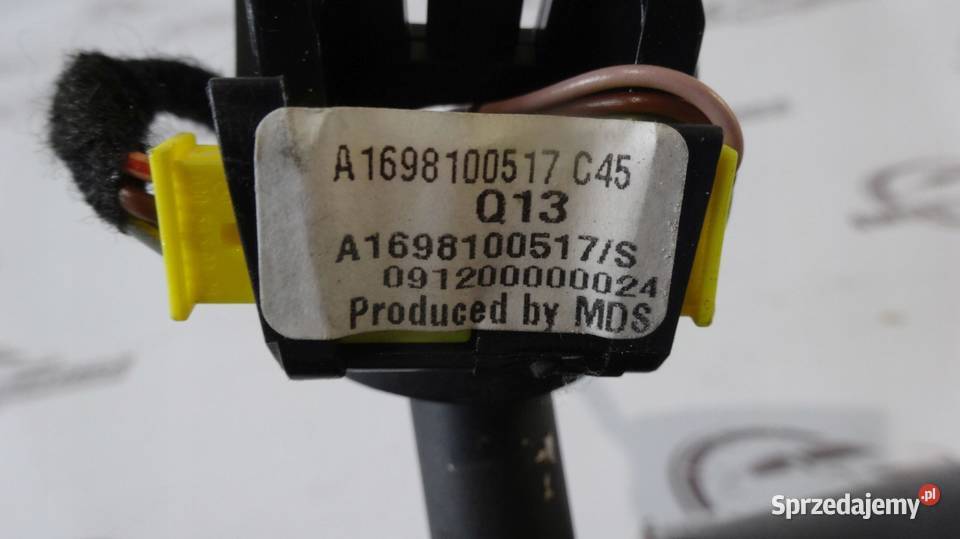 A1698100517 C45
Q13
A1698100517/S
091200000024
Produced by MDS
Sprzedajemy.pl